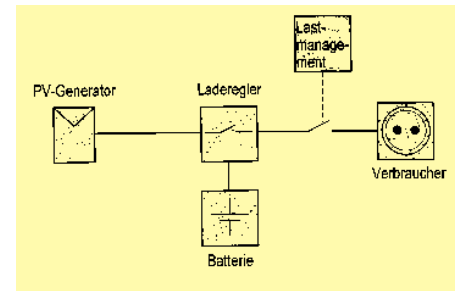 Last-
manage-
ment
PV-Generator
Laderegler
Verbraucher
Batterie